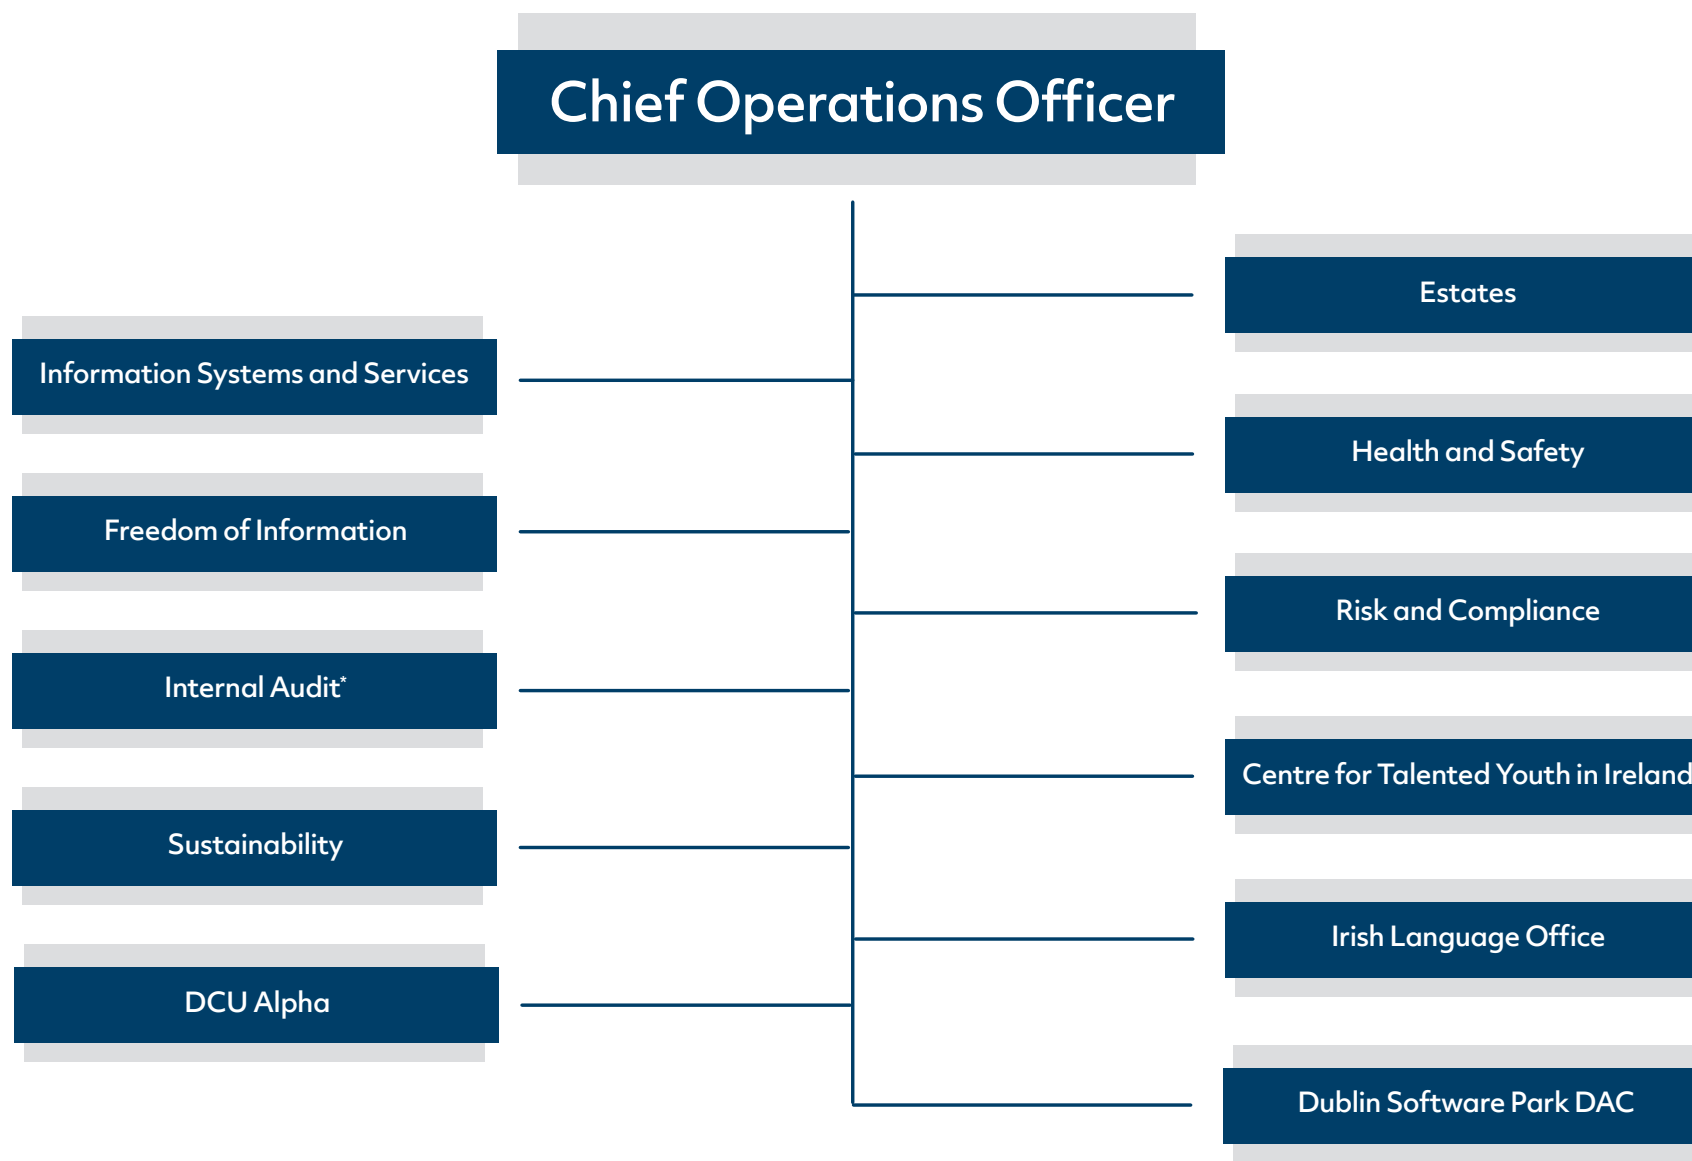 Chief Operations Officer
Information Systems and Services
Freedom of Information
Internal Audit*
Sustainability
DCU Alpha
Estates
Health and Safety
Risk and Compliance
Centre for Talented Youth in Ireland
Irish Language Office
Dublin Software Park DAC